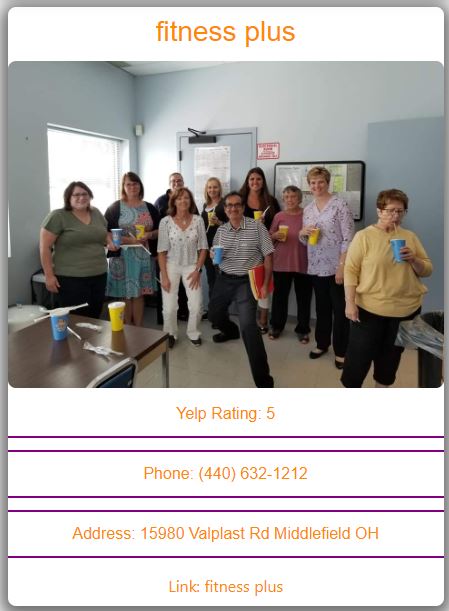 fitness plus
Yelp Rating: 5
Phone: (440) 632-1212
Address: 15980 Valplast Rd Middlefield OH
Link: fitness plus